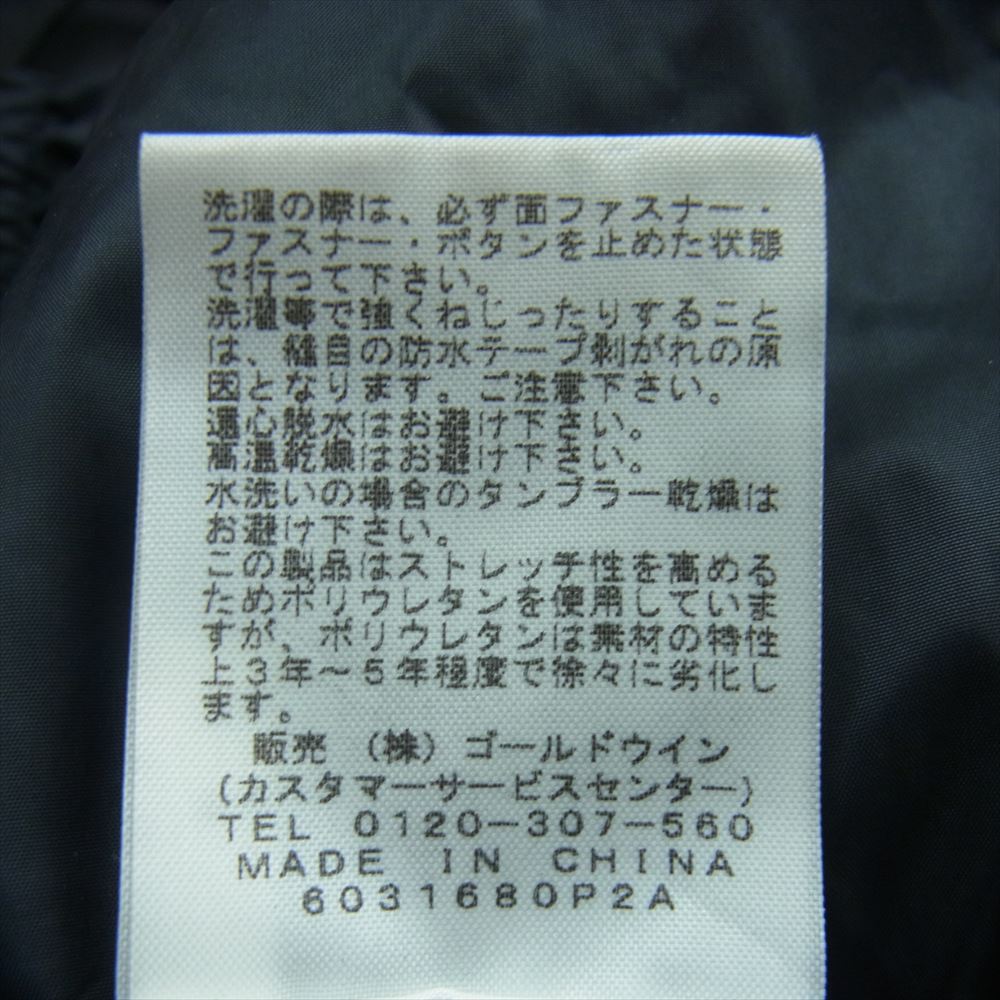 洗濯の際は、必ず面ファスナー・
ファスナー・ボタンを止めた状態
で行って下さい。
洗濯等で強くねじったりすること
は、縫目の防水テープ剥がれの原
因となります。ご注意下さい。
遠心脱水はお避け下さい。
高温乾燥はお避け下さい。
水洗いの場合のタンブラー乾燥は
お避け下さい。
この製品はストレッチ性を高める
ためポリウレタンを使用していま
すが、ポリウレタンは素材の特性
上3年〜5年程度で徐々に劣化し
ます。
販売 (株)ゴールドウイン
(カスタマーサービスセンター)
TEL 0120-307-560
MADE IN CHINA
6031680P2A